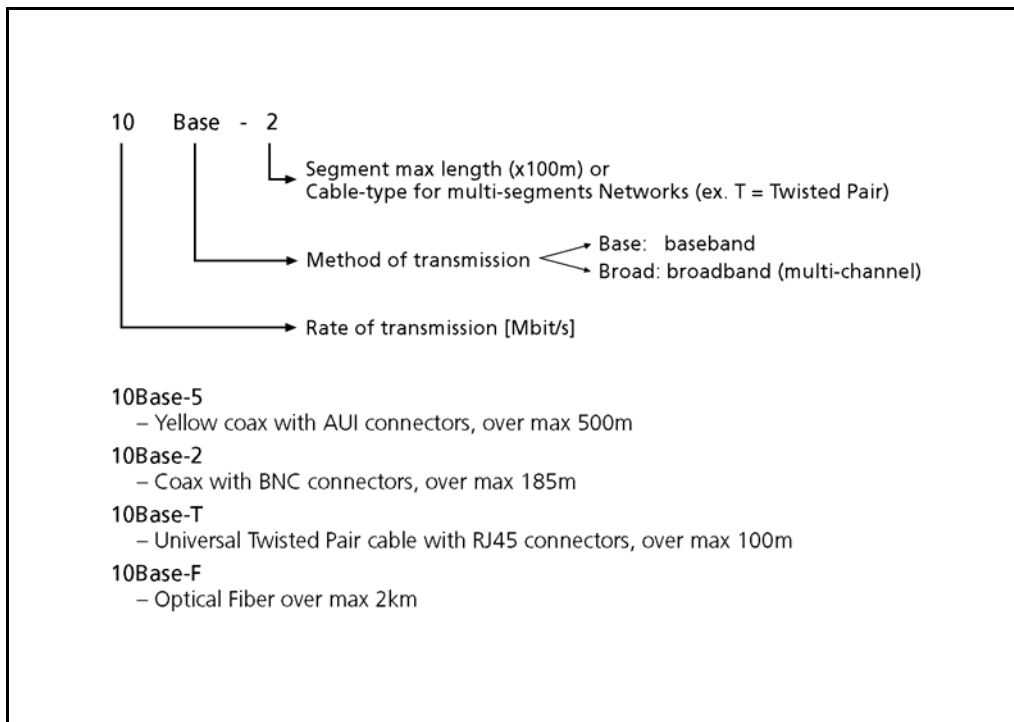 10 Base - 2
Segment max length (x100m) or
Cable-type for multi-segments Networks (ex. T = Twisted Pair)
Method of transmission
Base: baseband
Broad: broadband (multi-channel)
Rate of transmission [Mbit/s]
10Base-5
– Yellow coax with AUI connectors, over max 500m
10Base-2
– Coax with BNC connectors, over max 185m
10Base-T
– Universal Twisted Pair cable with RJ45 connectors, over max 100m
10Base-F
– Optical Fiber over max 2km